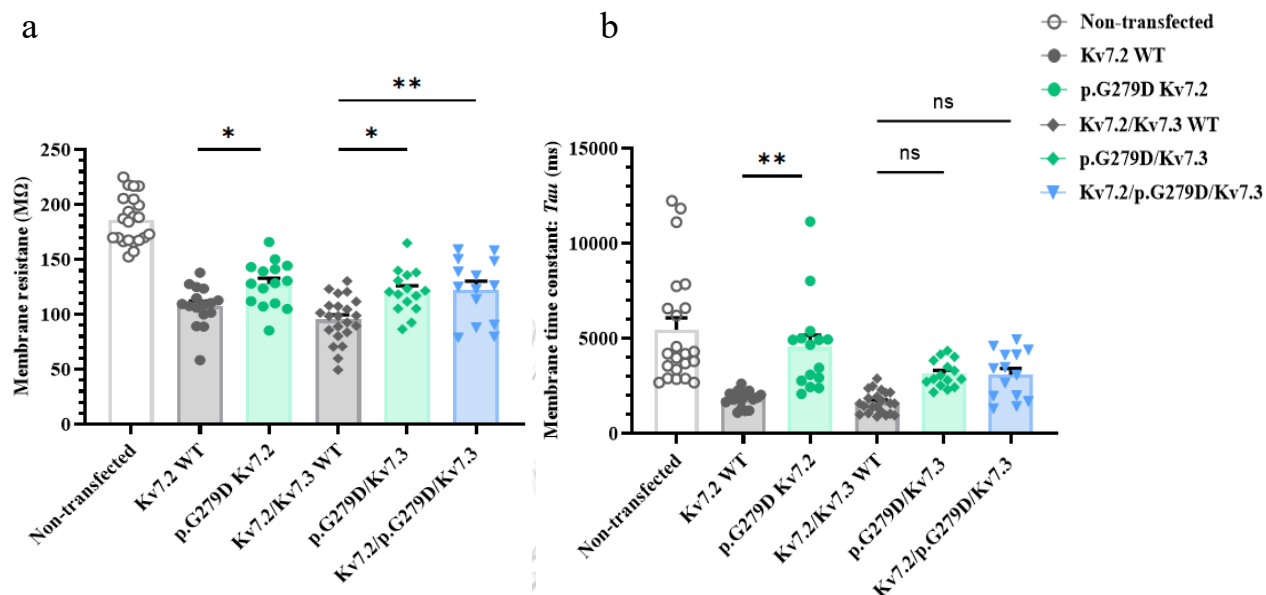 a
b
Non-transfected
Kv7.2 WT
p.G279D Kv7.2
Kv7.2/Kv7.3 WT
p.G279D/Kv7.3
Kv7.2/p.G279D/Kv7.3
**
*
*
Membrane resistane (MΩ)
250
200
150
100
50
0
Non-transfected
Kv7.2 WT
p.G279D Kv7.2
Kv7.2/Kv7.3 WT
p.G279D/Kv7.3
Kv7.2/p.G279D/Kv7.3
ns
ns
**
Membrane time constant: Tau (ms)
15000
10000
5000
0
Non-transfected
Kv7.2 WT
p.G279D Kv7.2
Kv7.2/Kv7.3 WT
p.G279D/Kv7.3
Kv7.2/p.G279D/Kv7.3